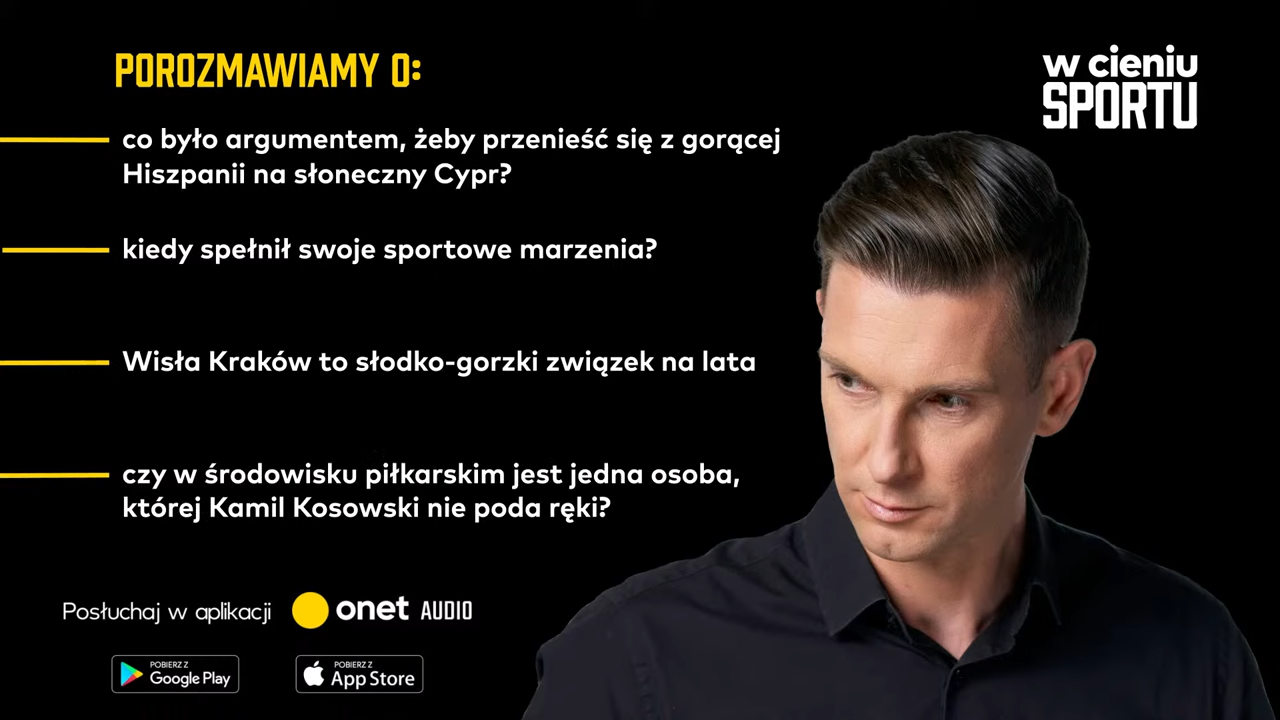 POROZMAWIAMY O:
w cieniu
SPORTU
co było argumentem, żeby przenieść się z gorącej
Hiszpanii na słoneczny Cypr?
kiedy spełnił swoje sportowe marzenia?
Wisła Kraków to słodko-gorzki związek na lata
czy w środowisku piłkarskim jest jedna osoba,
której Kamil Kosowski nie poda ręki?
Posłuchaj w aplikacji onet AUDIO
POBIERZ Z
Google Play
POBIERZ Z
App Store